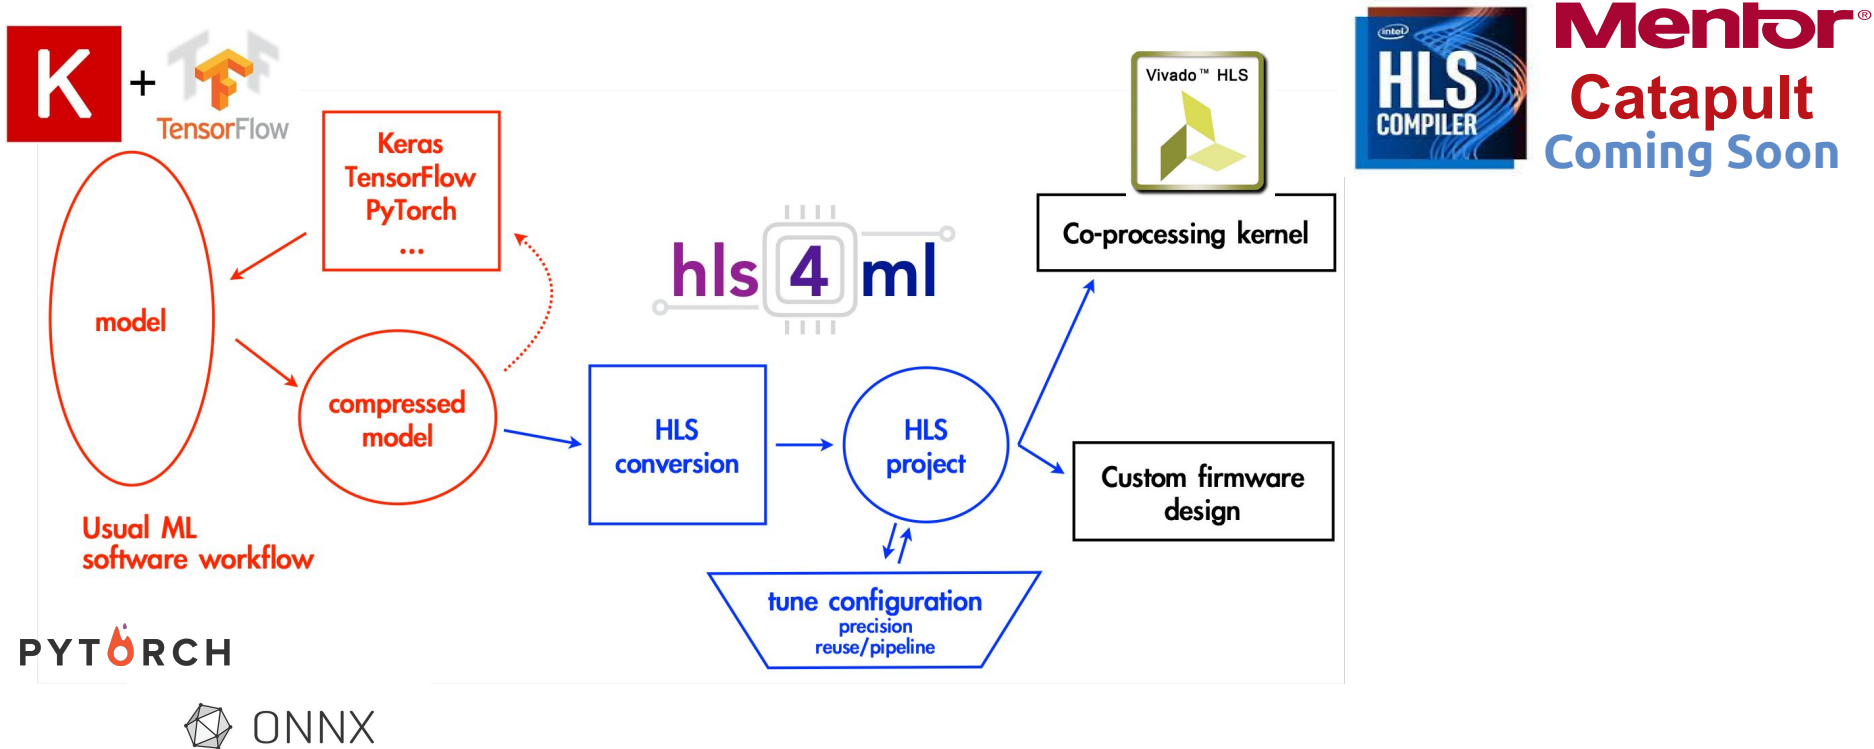 K
+
TensorFlow
Keras
TensorFlow
PyTorch
...
model
compressed
model
Usual ML
software workflow
PYTORCH
ONNX
hls 4 ml
HLS
conversion
HLS
project
tune configuration
precision
reuse/pipeline
Vivado™ HLS
Co-processing kernel
Custom firmware
design
intel
HLS
COMPILER
Mentor®
Catapult
Coming Soon